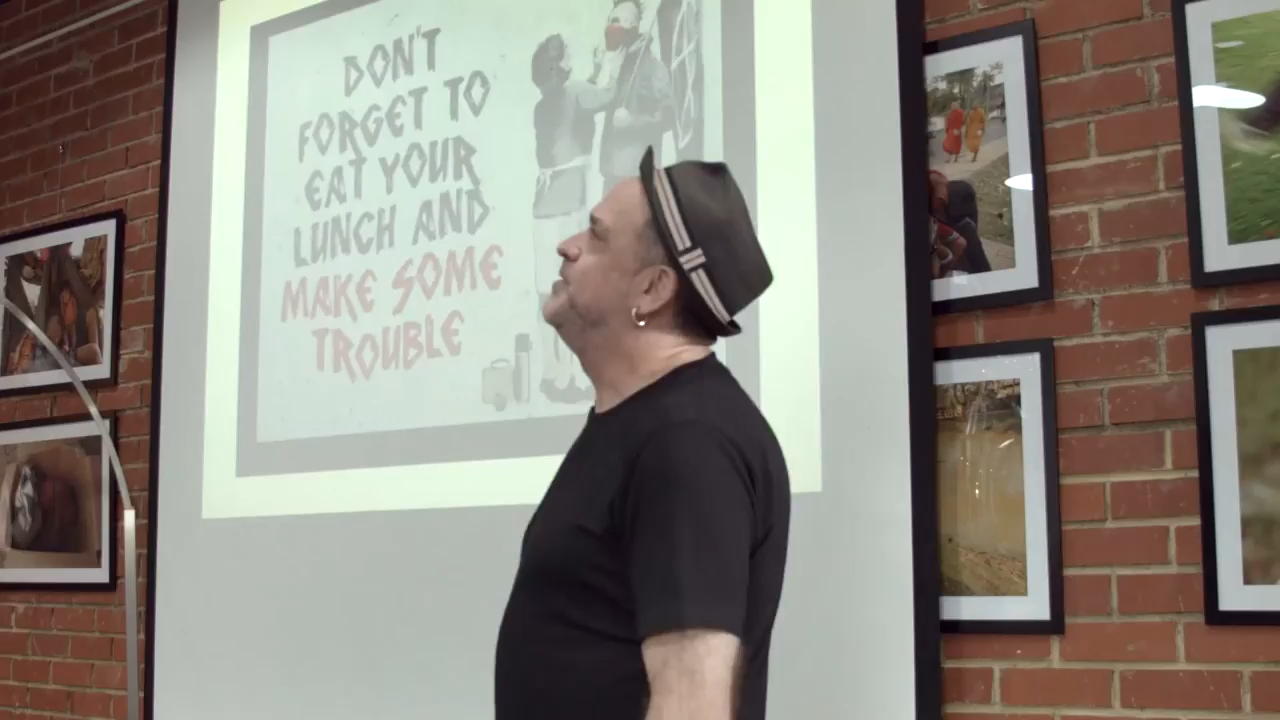 DON'T
FORGET TO
EAT YOUR
LUNCH AND
MAKE SOME
TROUBLE